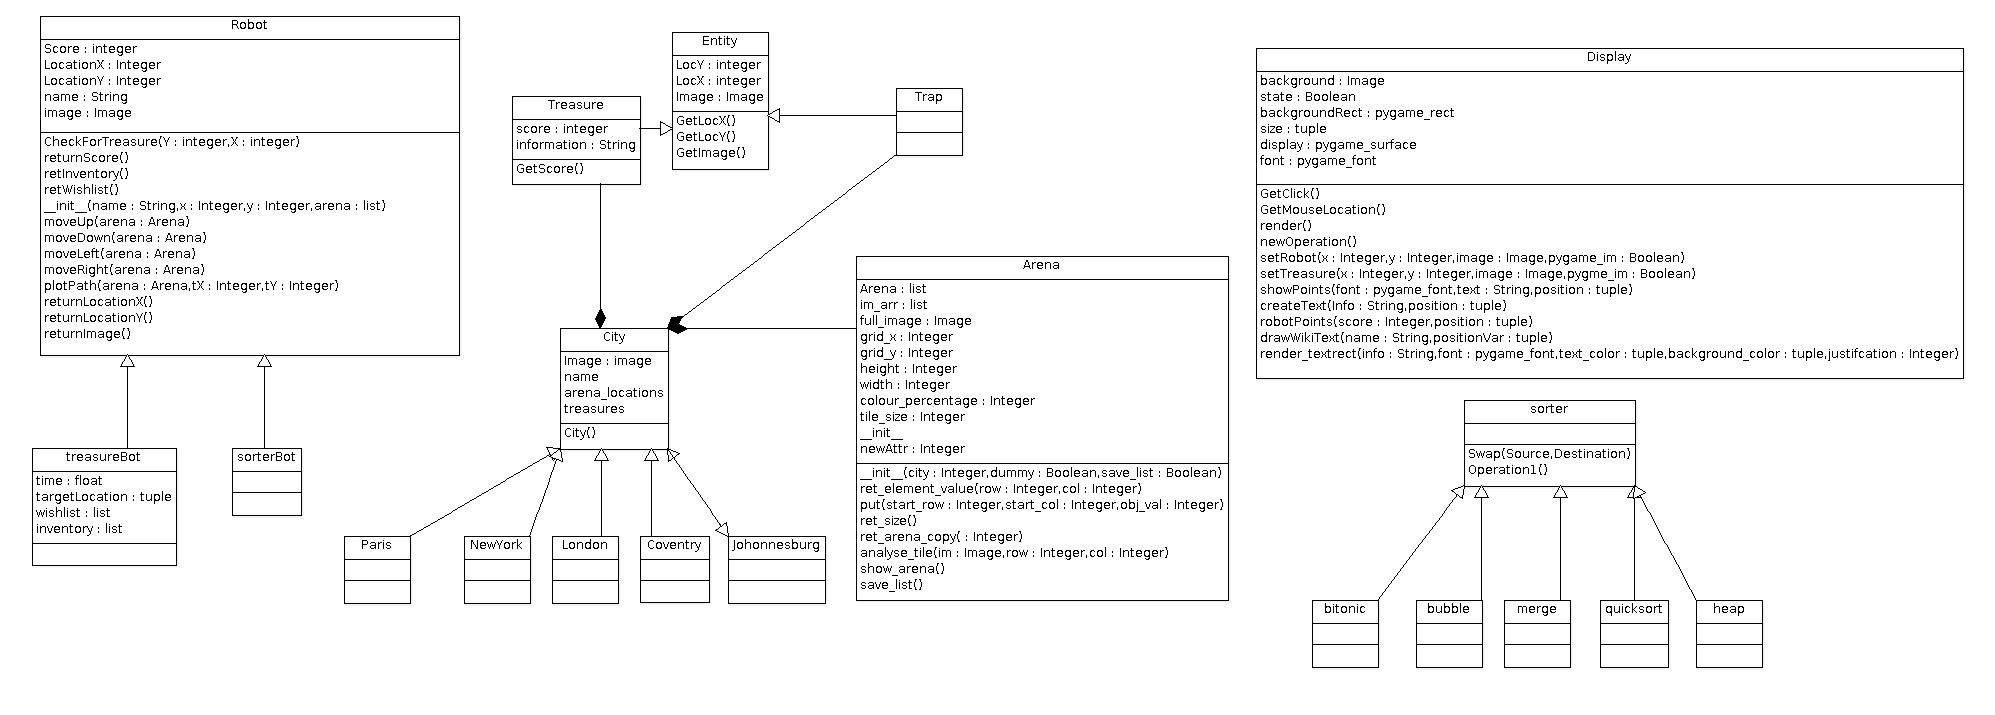 Robot
Score : integer
LocationX : Integer
LocationY : Integer
name : String
image : Image
CheckForTreasure(Y : integer,X : integer)
returnScore()
retInventory()
retWishlist()
__init__(name : String,x : Integer,y : Integer,arena : list)
moveUp(arena : Arena)
moveDown(arena : Arena)
moveLeft(arena : Arena)
moveRight(arena : Arena)
plotPath(arena : Arena,tX : Integer,tY : Integer)
returnLocationX()
returnLocationY()
returnImage()
treasureBot
time : float
targetLocation : tuple
wishlist : list
inventory : list
sorterBot
Treasure
score : integer
information : String
GetScore()
Entity
LocY : integer
LocX : integer
Image : Image
GetLocX()
GetLocY()
GetImage()
Trap
City
Image : image
name
arena_locations
treasures
City()
Paris
NewYork
London
Coventry
Johonnesburg
Arena
Arena : list
im_arr : list
full_image : Image
grid_x : Integer
grid_y : Integer
height : Integer
width : Integer
colour_percentage : Integer
tile_size : Integer
__init__
newAttr : Integer
__init__(city : Integer,dummy : Boolean,save_list : Boolean)
ret_element_value(row : Integer,col : Integer)
put(start_row : Integer,start_col : Integer,obj_val : Integer)
ret_size()
ret_arena_copy( : Integer)
analyse_tile(im : Image,row : Integer,col : Integer)
show_arena()
save_list()
Display
background : Image
state : Boolean
backgroundRect : pygame_rect
size : tuple
display : pygame_surface
font : pygame_font
GetClick()
GetMouseLocation()
render()
newOperation()
setRobot(x : Integer,y : Integer,image : Image,pygame_im : Boolean)
setTreasure(x : Integer,y : Integer,image : Image,pygme_im : Boolean)
showPoints(font : pygame_font,text : String,position : tuple)
createText(Info : String,position : tuple)
robotPoints(score : Integer,position : tuple)
drawWikiText(name : String,positionVar : tuple)
render_textrect(info : String,font : pygame_font,text_color : tuple,background_color : tuple,justifcation : Integer)
sorter
Swap(Source,Destination)
Operation1()
bitonic
bubble
merge
quicksort
heap